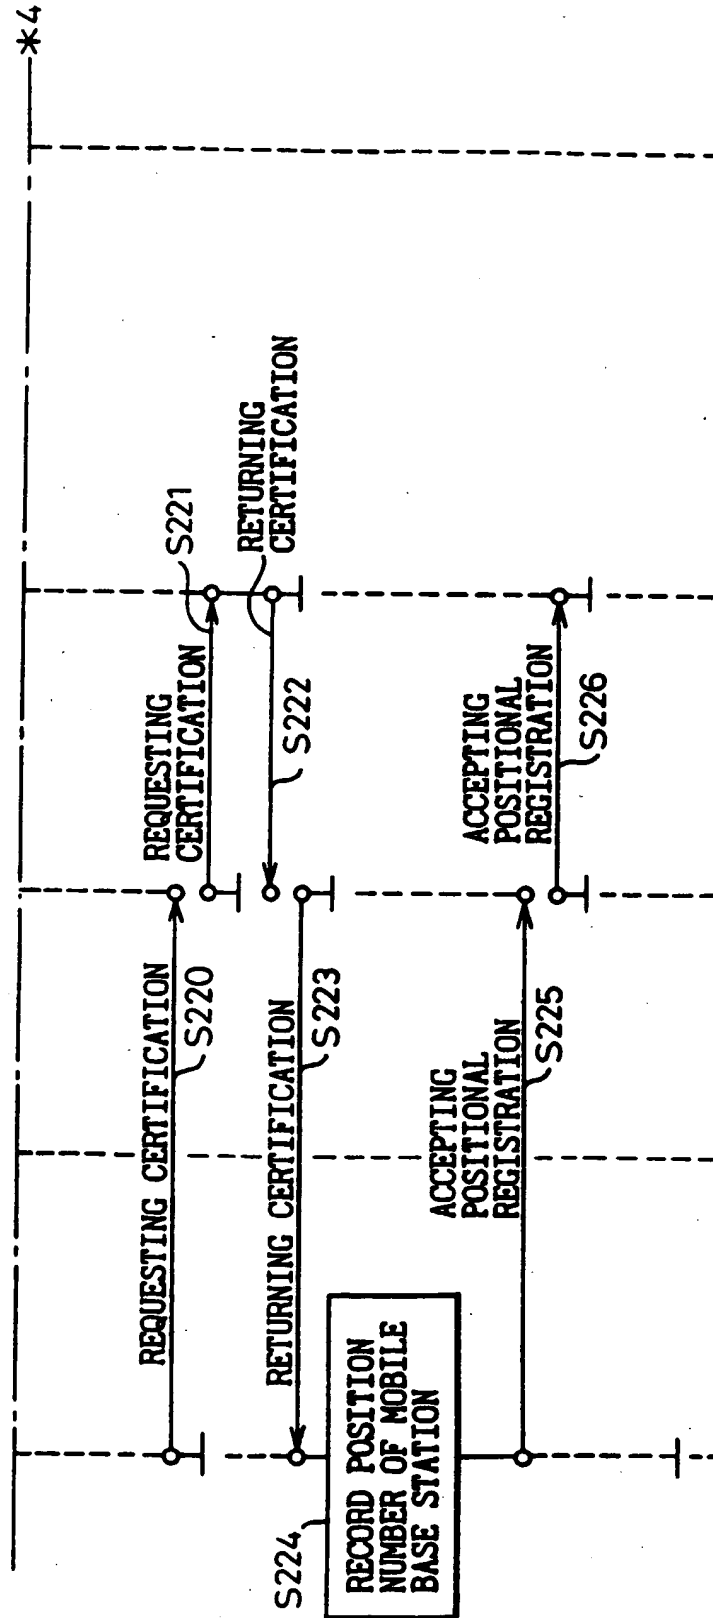 *4
REQUESTING CERTIFICATION
S220
REQUESTING
CERTIFICATION
S221
RETURNING
CERTIFICATION
S222
RETURNING CERTIFICATION
S223
S224
RECORD POSITION
NUMBER OF MOBILE
BASE STATION
ACCEPTING
POSITIONAL
REGISTRATION
S225
ACCEPTING
POSITIONAL
REGISTRATION
S226